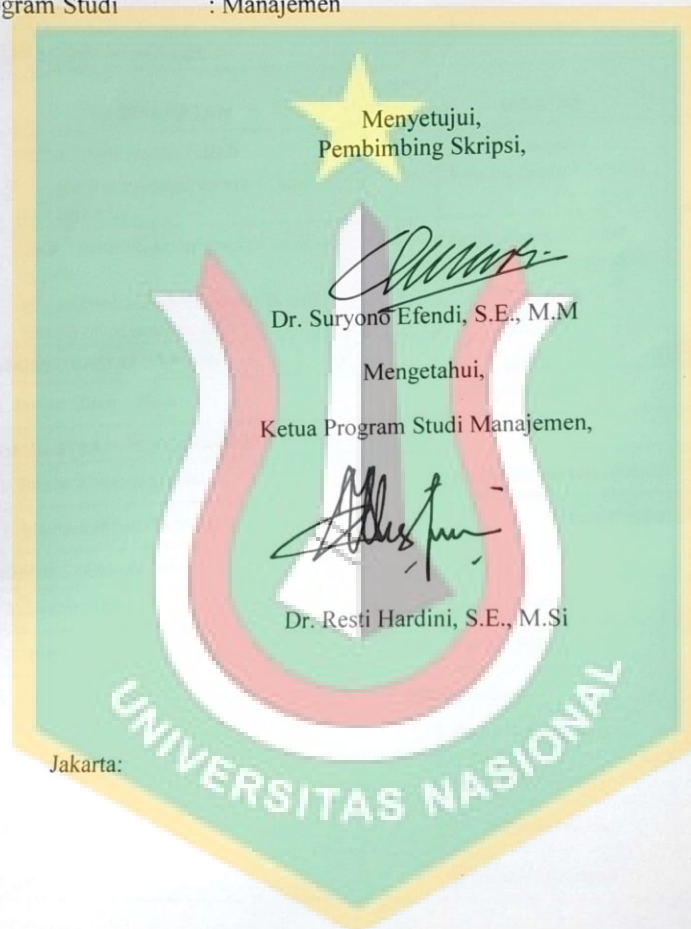 gram Studi : Manajemen
Menyetujui,
Pembimbing Skripsi,
Dr. Suryono Efendi, S.E., M.M
Mengetahui,
Ketua Program Studi Manajemen,
Dr. Resti Hardini, S.E., M.Si
Jakarta:
UNIVERSITAS NASIONAL